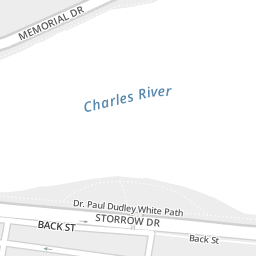 MEMORIAL DR
Charles River
Dr. Paul Dudley White Path
STORROW DR
BACK ST
Back St